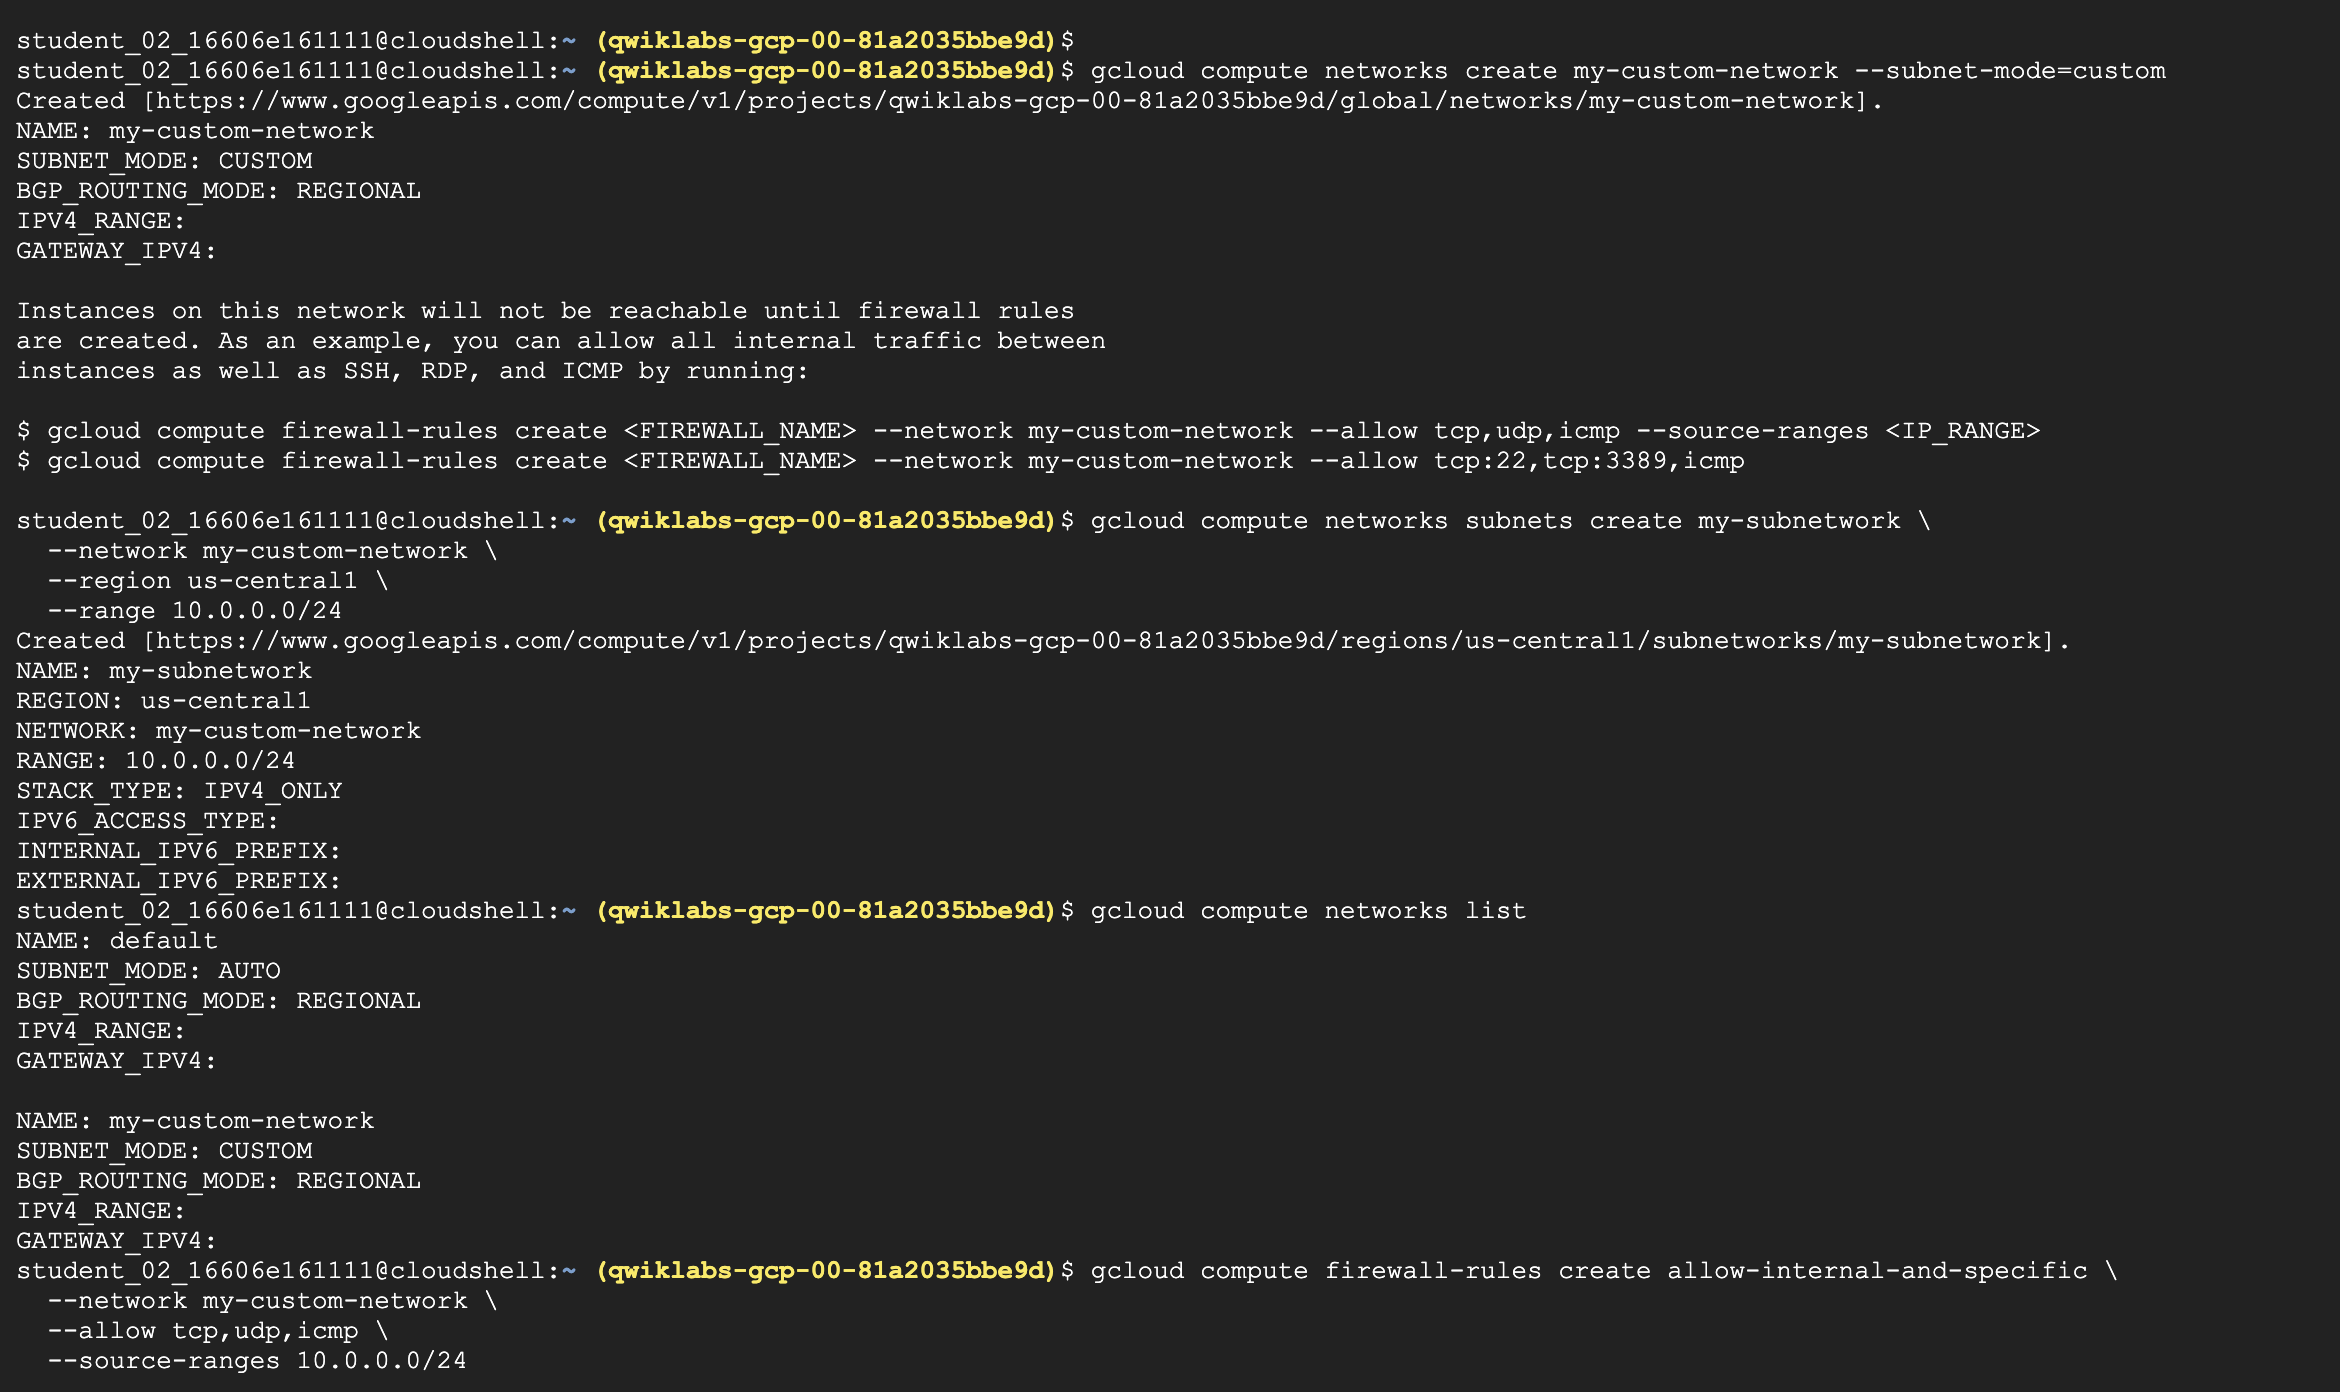 student_02_16606e161111@cloudshell:~ (qwiklabs-gcp-00-81a2035bbe9d)$
student_02_16606e161111@cloudshell:~ (qwiklabs-gcp-00-81a2035bbe9d)$ gcloud compute networks create my-custom-network --subnet-mode=custom
Created [https://www.googleapis.com/compute/v1/projects/qwiklabs-gcp-00-81a2035bbe9d/global/networks/my-custom-network].
NAME: my-custom-network
SUBNET_MODE: CUSTOM
BGP_ROUTING_MODE: REGIONAL
IPV4_RANGE:
GATEWAY_IPV4:

Instances on this network will not be reachable until firewall rules
are created. As an example, you can allow all internal traffic between
instances as well as SSH, RDP, and ICMP by running:

$ gcloud compute firewall-rules create <FIREWALL_NAME> --network my-custom-network --allow tcp,udp,icmp --source-ranges <IP_RANGE>
$ gcloud compute firewall-rules create <FIREWALL_NAME> --network my-custom-network --allow tcp:22,tcp:3389,icmp

student_02_16606e161111@cloudshell:~ (qwiklabs-gcp-00-81a2035bbe9d)$ gcloud compute networks subnets create my-subnetwork \
  --network my-custom-network \
  --region us-central1 \
  --range 10.0.0.0/24
Created [https://www.googleapis.com/compute/v1/projects/qwiklabs-gcp-00-81a2035bbe9d/regions/us-central1/subnetworks/my-subnetwork].
NAME: my-subnetwork
REGION: us-central1
NETWORK: my-custom-network
RANGE: 10.0.0.0/24
STACK_TYPE: IPV4_ONLY
IPV6_ACCESS_TYPE:
INTERNAL_IPV6_PREFIX:
EXTERNAL_IPV6_PREFIX:
student_02_16606e161111@cloudshell:~ (qwiklabs-gcp-00-81a2035bbe9d)$ gcloud compute networks list
NAME: default
SUBNET_MODE: AUTO
BGP_ROUTING_MODE: REGIONAL
IPV4_RANGE:
GATEWAY_IPV4:

NAME: my-custom-network
SUBNET_MODE: CUSTOM
BGP_ROUTING_MODE: REGIONAL
IPV4_RANGE:
GATEWAY_IPV4:
student_02_16606e161111@cloudshell:~ (qwiklabs-gcp-00-81a2035bbe9d)$ gcloud compute firewall-rules create allow-internal-and-specific \
  --network my-custom-network \
  --allow tcp,udp,icmp \
  --source-ranges 10.0.0.0/24